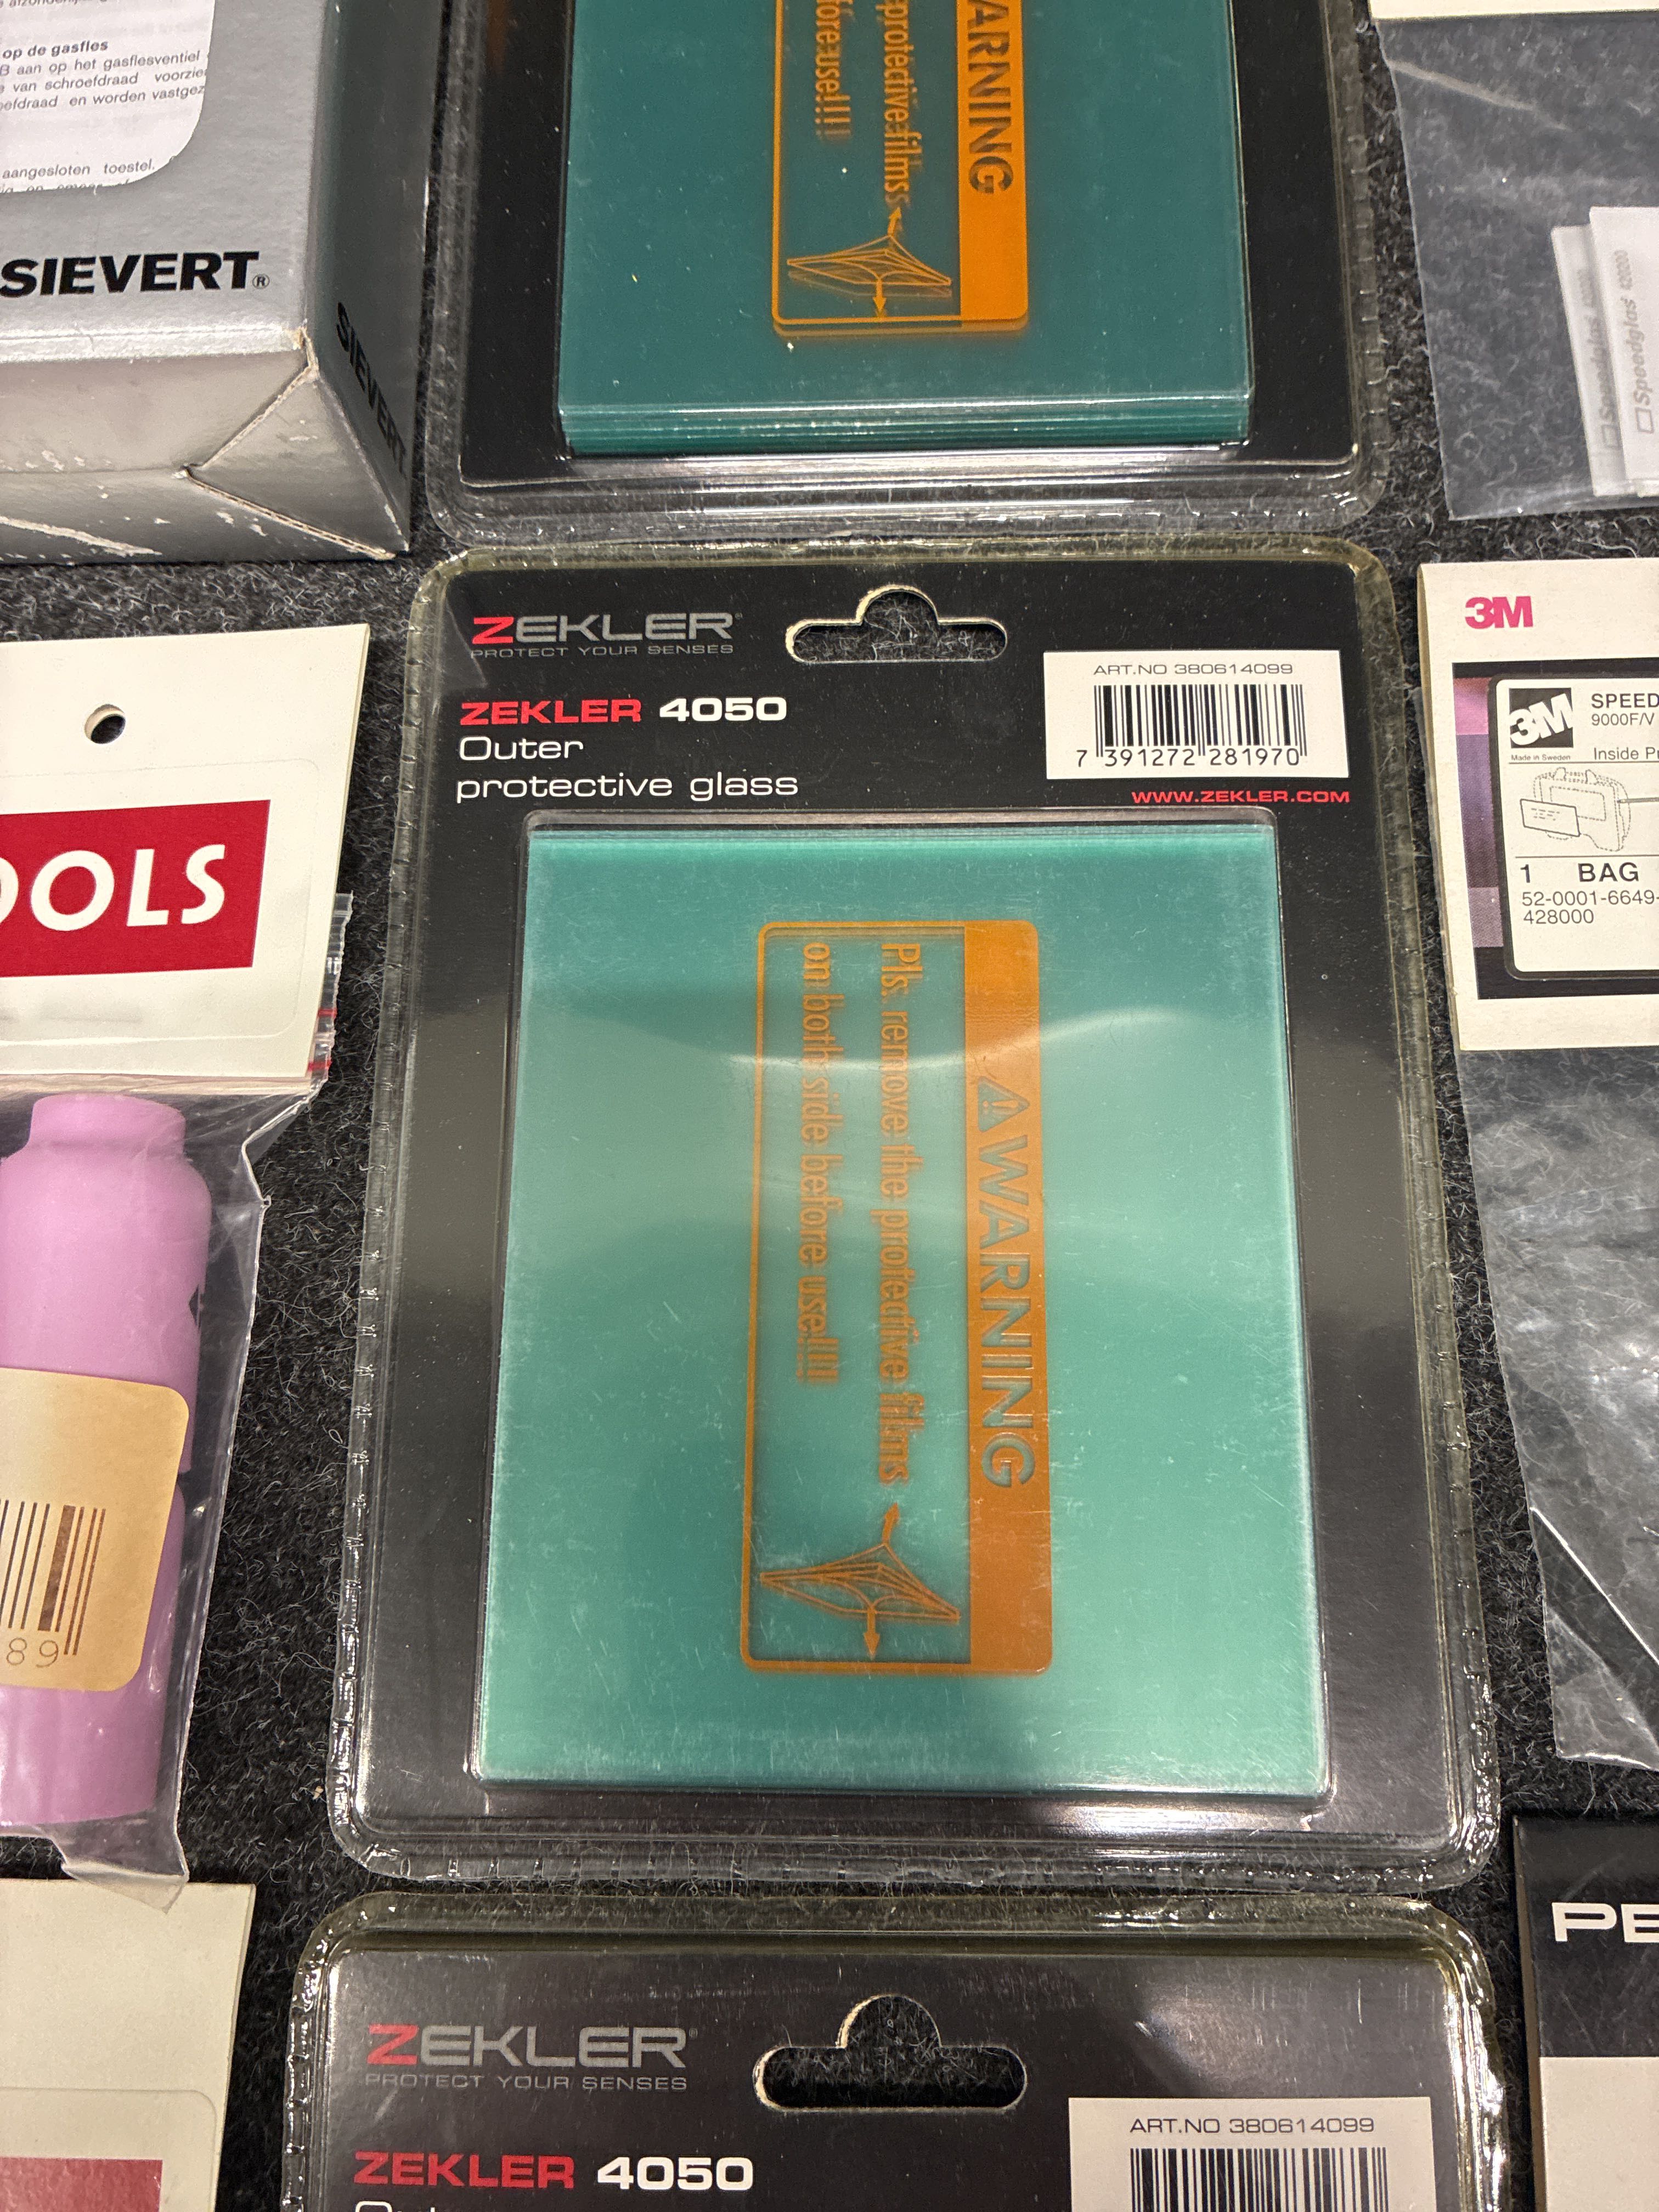 op de gasfles
B aan op het gasflesventiel
van schroefdraad
en worden vastgez
aangesloten toestel.
SIEVERT®
SIEVERT
WARNING
protective films
before use!!!!
Speedglas 42000
Speedglas 42000
ZEKLER®
PROTECT YOUR SENSES
ZEKLER 4050
Outer
protective glass
ART.NO 380614099
7 391272 281970
WWW.ZEKLER.COM
WARNING
Pls. remove the protective films
on both side before use!!!!
OOLS
89
3M
3M
Made in Sweden
SPEED
9000F/V
Inside Pr
1 BAG
52-0001-6649-
428000
ZEKLER®
PROTECT YOUR SENSES
ZEKLER 4050
ART.NO 380614099
PE